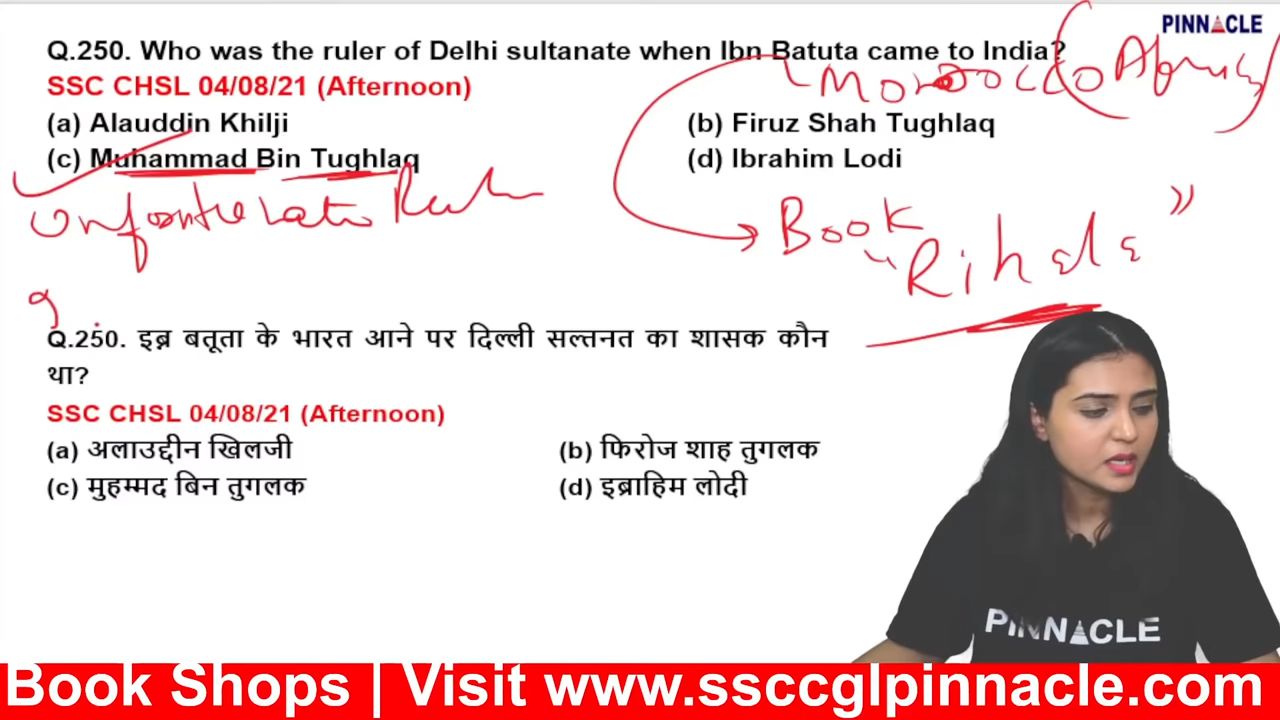 PINNACLE
Q.250. Who was the ruler of Delhi sultanate when Ibn Batuta came to India?
Morocco (Africa)
SSC CHSL 04/08/21 (Afternoon)
(a) Alauddin Khilji (b) Firuz Shah Tughlaq
(c) Muhammad Bin Tughlaq (d) Ibrahim Lodi
Book
"Rihela"
Q.250. इब्न बतूता के भारत आने पर दिल्ली सल्तनत का शासक कौन
था?
SSC CHSL 04/08/21 (Afternoon)
(a) अलाउद्दीन खिलजी (b) फिरोज शाह तुगलक
(c) मुहम्मद बिन तुगलक (d) इब्राहिम लोदी
PINNACLE
Book Shops | Visit www.ssccglpinnacle.com